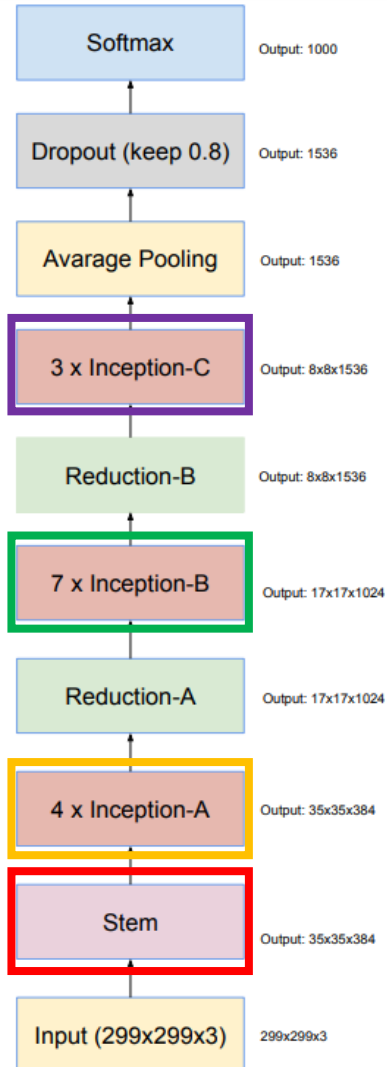 Softmax
Output: 1000
Dropout (keep 0.8)
Output: 1536
Avarage Pooling
Output: 1536
3 x Inception-C
Output: 8x8x1536
Reduction-B
Output: 8x8x1536
7 x Inception-B
Output: 17x17x1024
Reduction-A
Output: 17x17x1024
4 x Inception-A
Output: 35x35x384
Stem
Output: 35x35x384
Input (299x299x3)
299x299x3